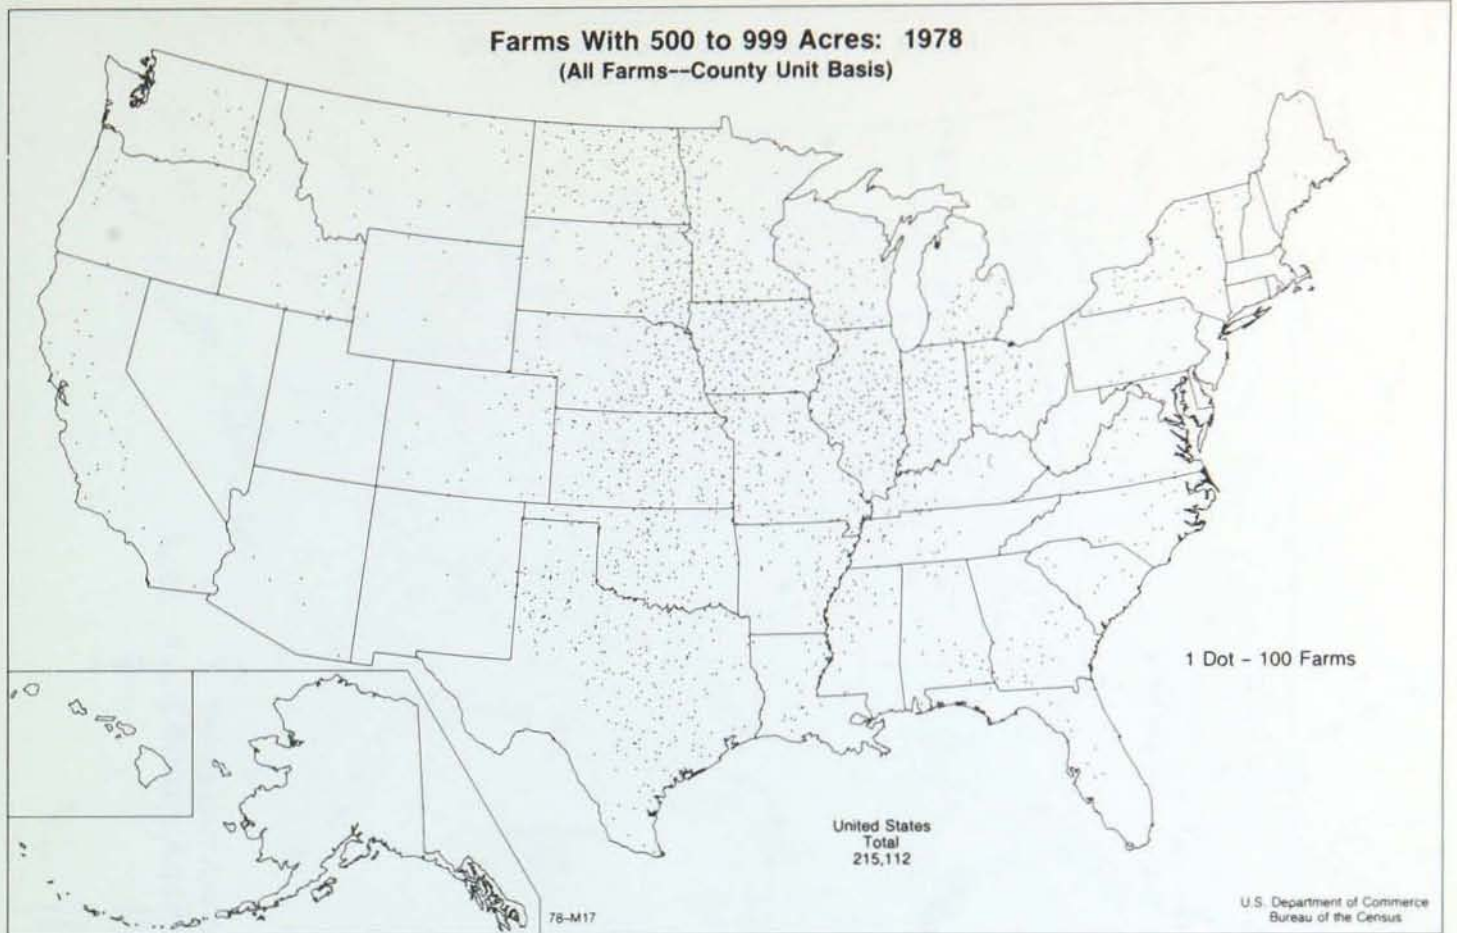 Farms With 500 to 999 Acres: 1978
(All Farms--County Unit Basis)
1 Dot - 100 Farms
United States
Total
215,112
78-M17
U.S. Department of Commerce
Bureau of the Census